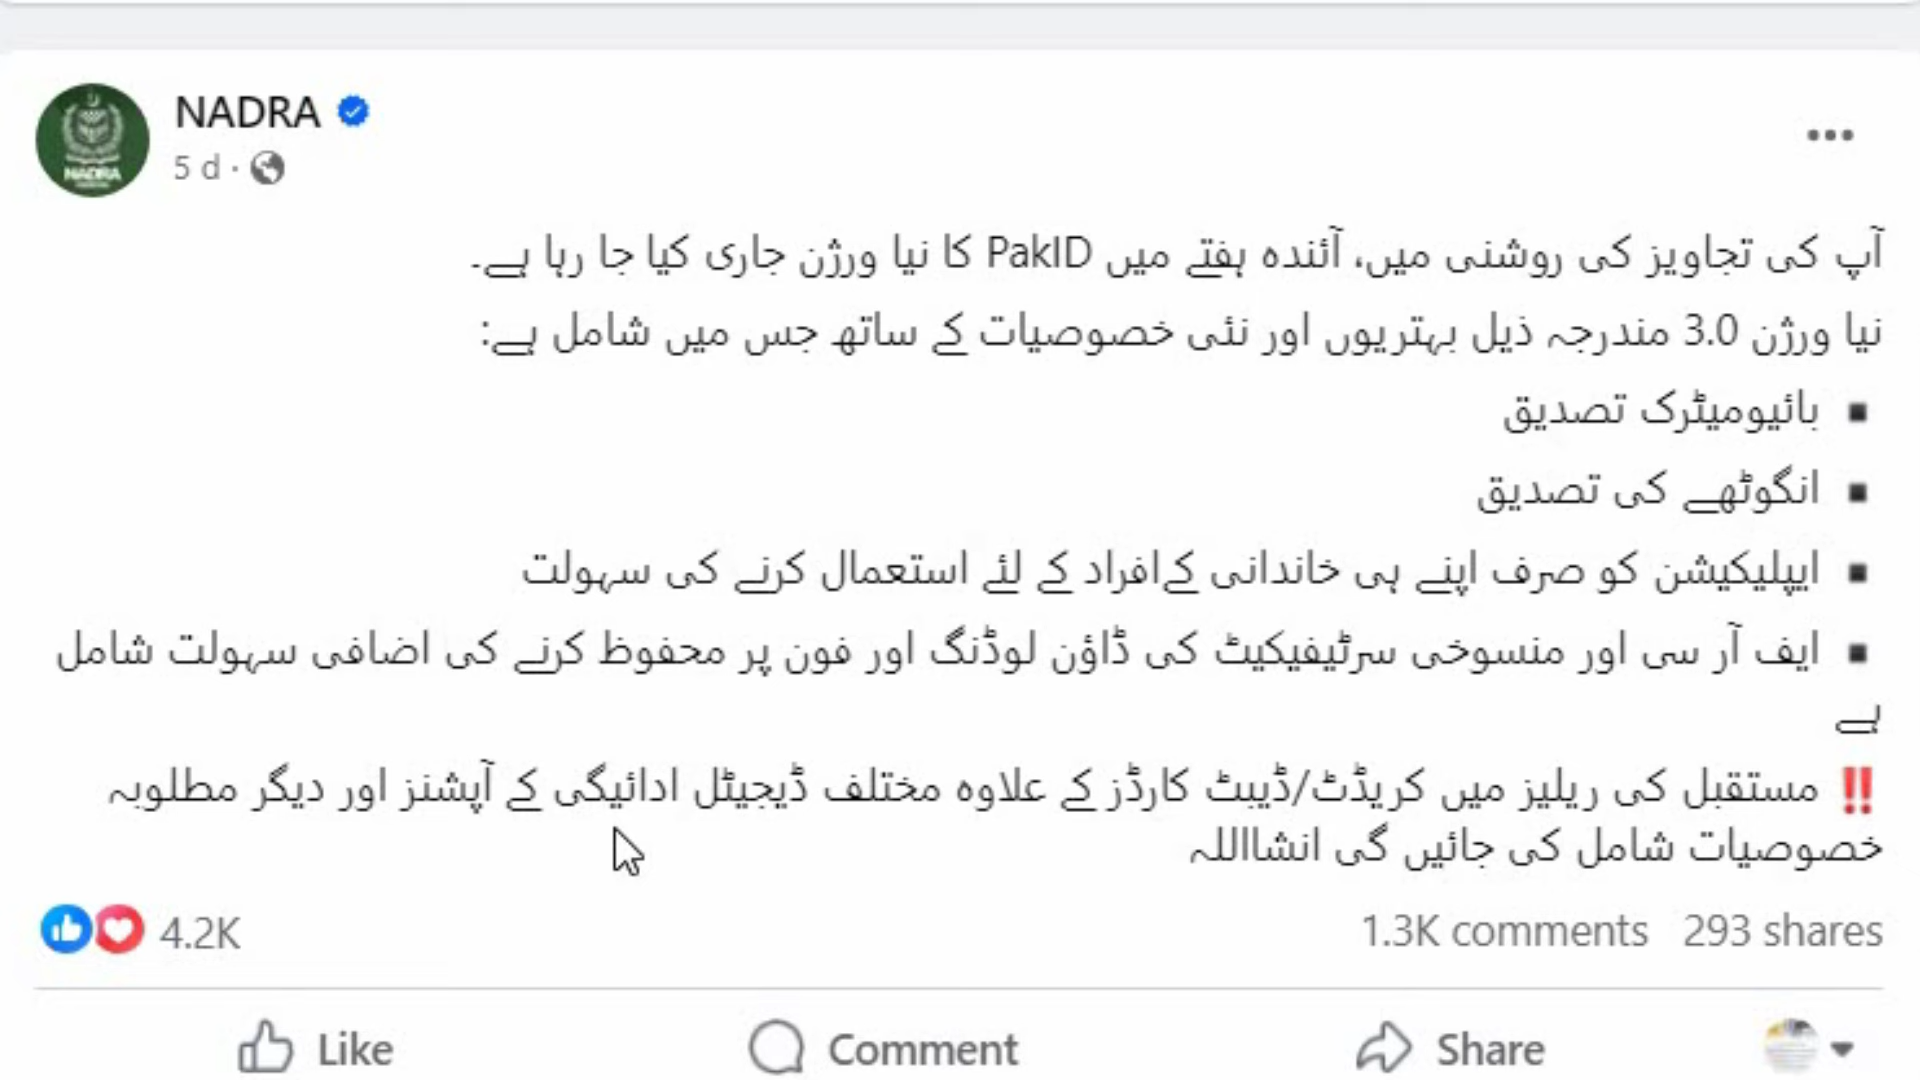 NADRA
5 d ·
آپ کی تجاویز کی روشنی میں، آئندہ ہفتے میں PakID کا نیا ورژن جاری کیا جا رہا ہے۔
نیا ورژن 3.0 مندرجہ ذیل بہتریوں اور نئی خصوصیات کے ساتھ جس میں شامل ہے:
▪ بائیومیٹرک تصدیق
▪ انگوٹھے کی تصدیق
▪ ایپلیکیشن کو صرف اپنے ہی خاندانی کےافراد کے لئے استعمال کرنے کی سہولت
▪ ایف آر سی اور منسوخی سرٹیفیکیٹ کی ڈاؤن لوڈنگ اور فون پر محفوظ کرنے کی اضافی سہولت شامل
ہے
‼ مستقبل کی ریلیز میں کریڈٹ/ڈیبٹ کارڈز کے علاوہ مختلف ڈیجیٹل ادائیگی کے آپشنز اور دیگر مطلوبہ
خصوصیات شامل کی جائیں گی انشااللہ
4.2K 1.3K comments 293 shares
Like Comment Share